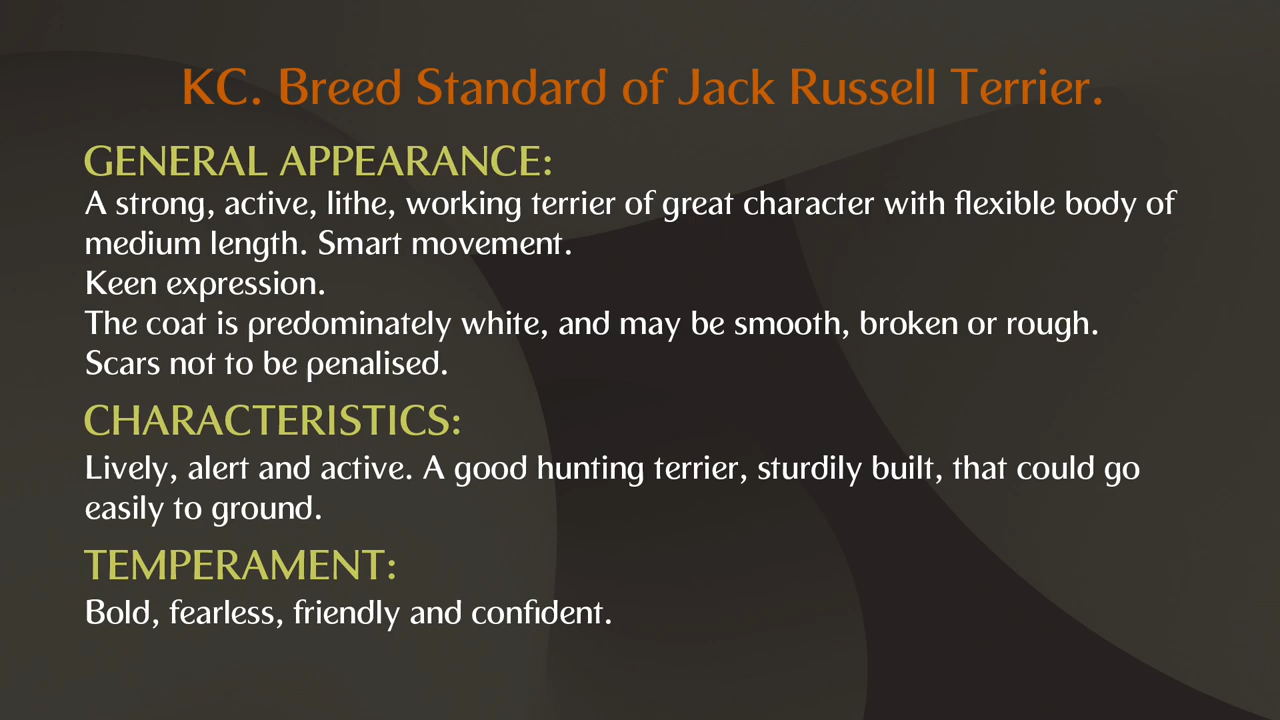 KC. Breed Standard of Jack Russell Terrier.
GENERAL APPEARANCE:
A strong, active, lithe, working terrier of great character with flexible body of
medium length. Smart movement.
Keen expression.
The coat is predominately white, and may be smooth, broken or rough.
Scars not to be penalised.
CHARACTERISTICS:
Lively, alert and active. A good hunting terrier, sturdily built, that could go
easily to ground.
TEMPERAMENT:
Bold, fearless, friendly and confident.